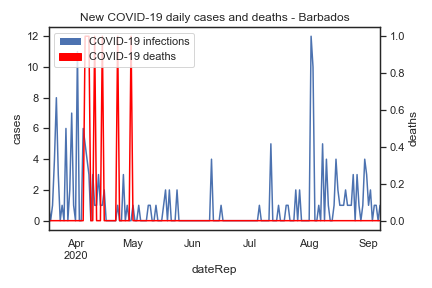 New COVID-19 daily cases and deaths - Barbados
COVID-19 infections
COVID-19 deaths
12
10
8
6
4
2
0
cases
1.0
0.8
0.6
0.4
0.2
0.0
deaths
Apr
2020
May
Jun
Jul
Aug
Sep
dateRep